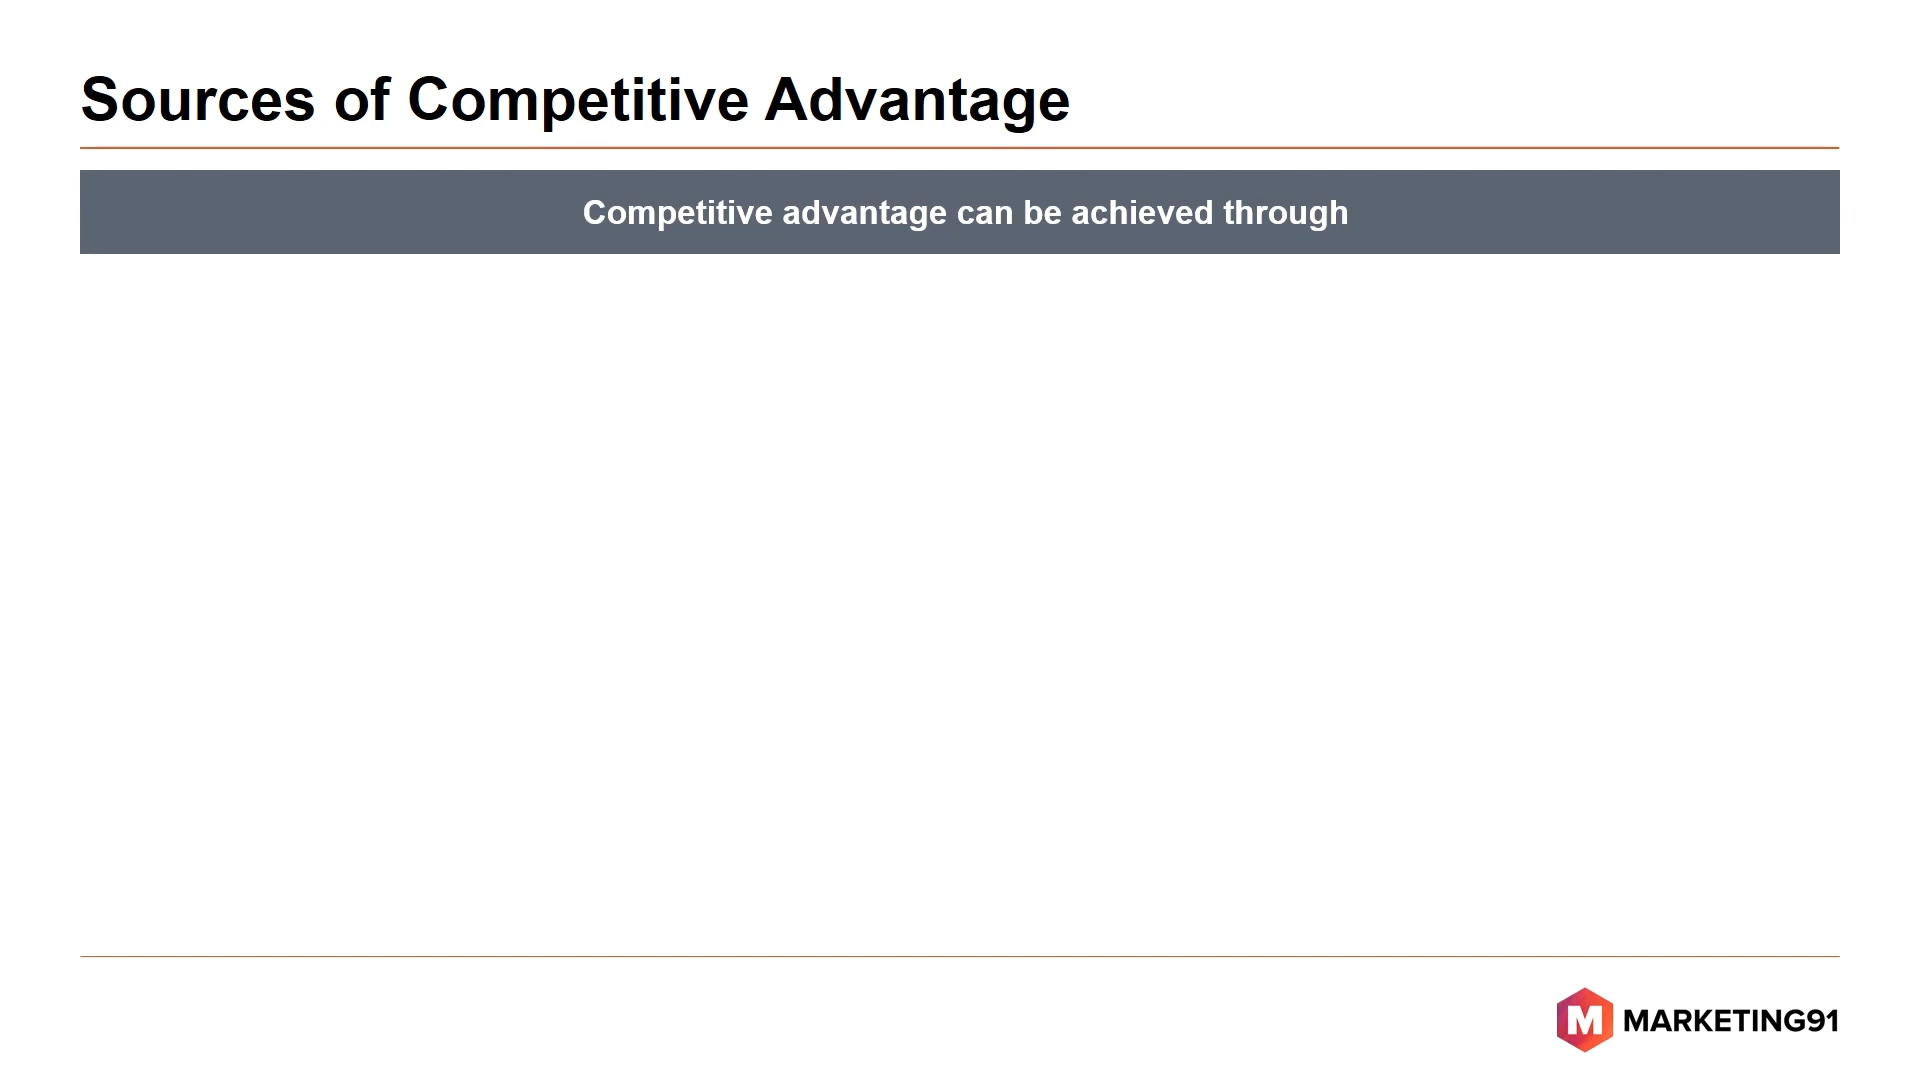 Sources of Competitive Advantage
Competitive advantage can be achieved through
M MARKETING91